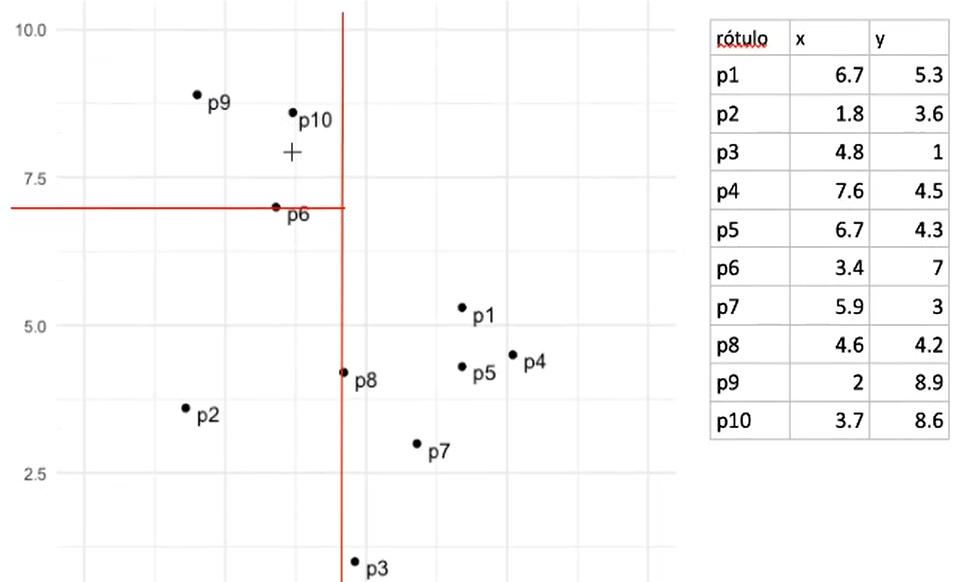 10.0
p9
p10
7.5
p6
5.0
p1
p4
p5
p8
p2
p7
2.5
p3
rótulo x y
p1 6.7 5.3
p2 1.8 3.6
p3 4.8 1
p4 7.6 4.5
p5 6.7 4.3
p6 3.4 7
p7 5.9 3
p8 4.6 4.2
p9 2 8.9
p10 3.7 8.6